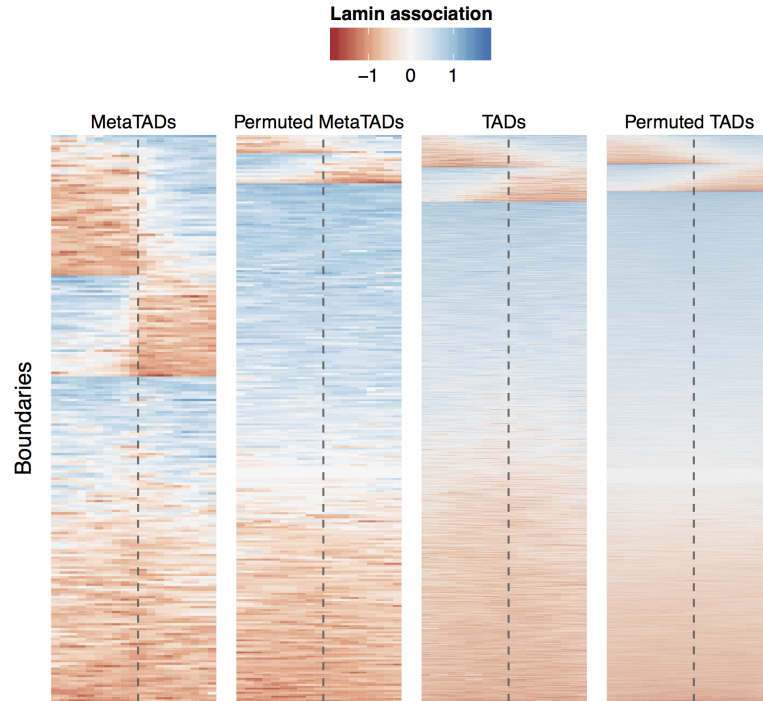 Lamin association
−1 0 1
MetaTADs Permuted MetaTADs TADs Permuted TADs
Boundaries